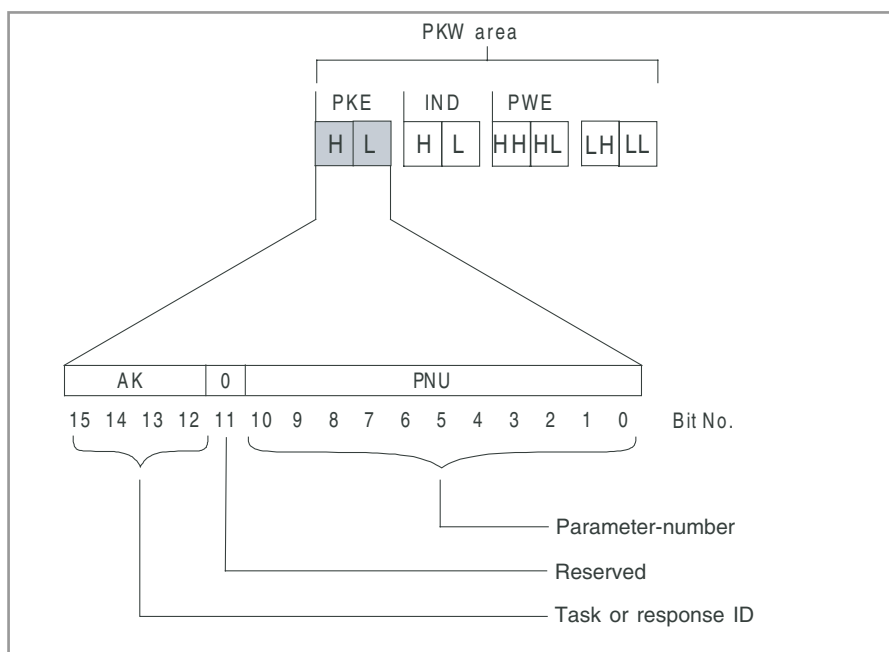 PKW area
PKE IND PWE
H L H L HH HL LH LL
AK 0 PNU
15 14 13 12 11 10 9 8 7 6 5 4 3 2 1 0 Bit No.
Parameter-number
Reserved
Task or response ID